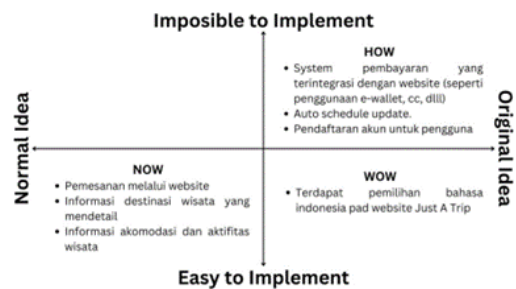 Imposible to Implement
HOW
• System pembayaran yang
terintegrasi dengan website (seperti
penggunaan e-wallet, cc, dlll)
• Auto schedule update.
• Pendaftaran akun untuk pengguna
Normal Idea
Original Idea
NOW
• Pemesanan melalui website
• Informasi destinasi wisata yang
mendetail
• Informasi akomodasi dan aktifitas
wisata
WOW
• Terdapat pemilihan bahasa
indonesia pad website Just A Trip
Easy to Implement